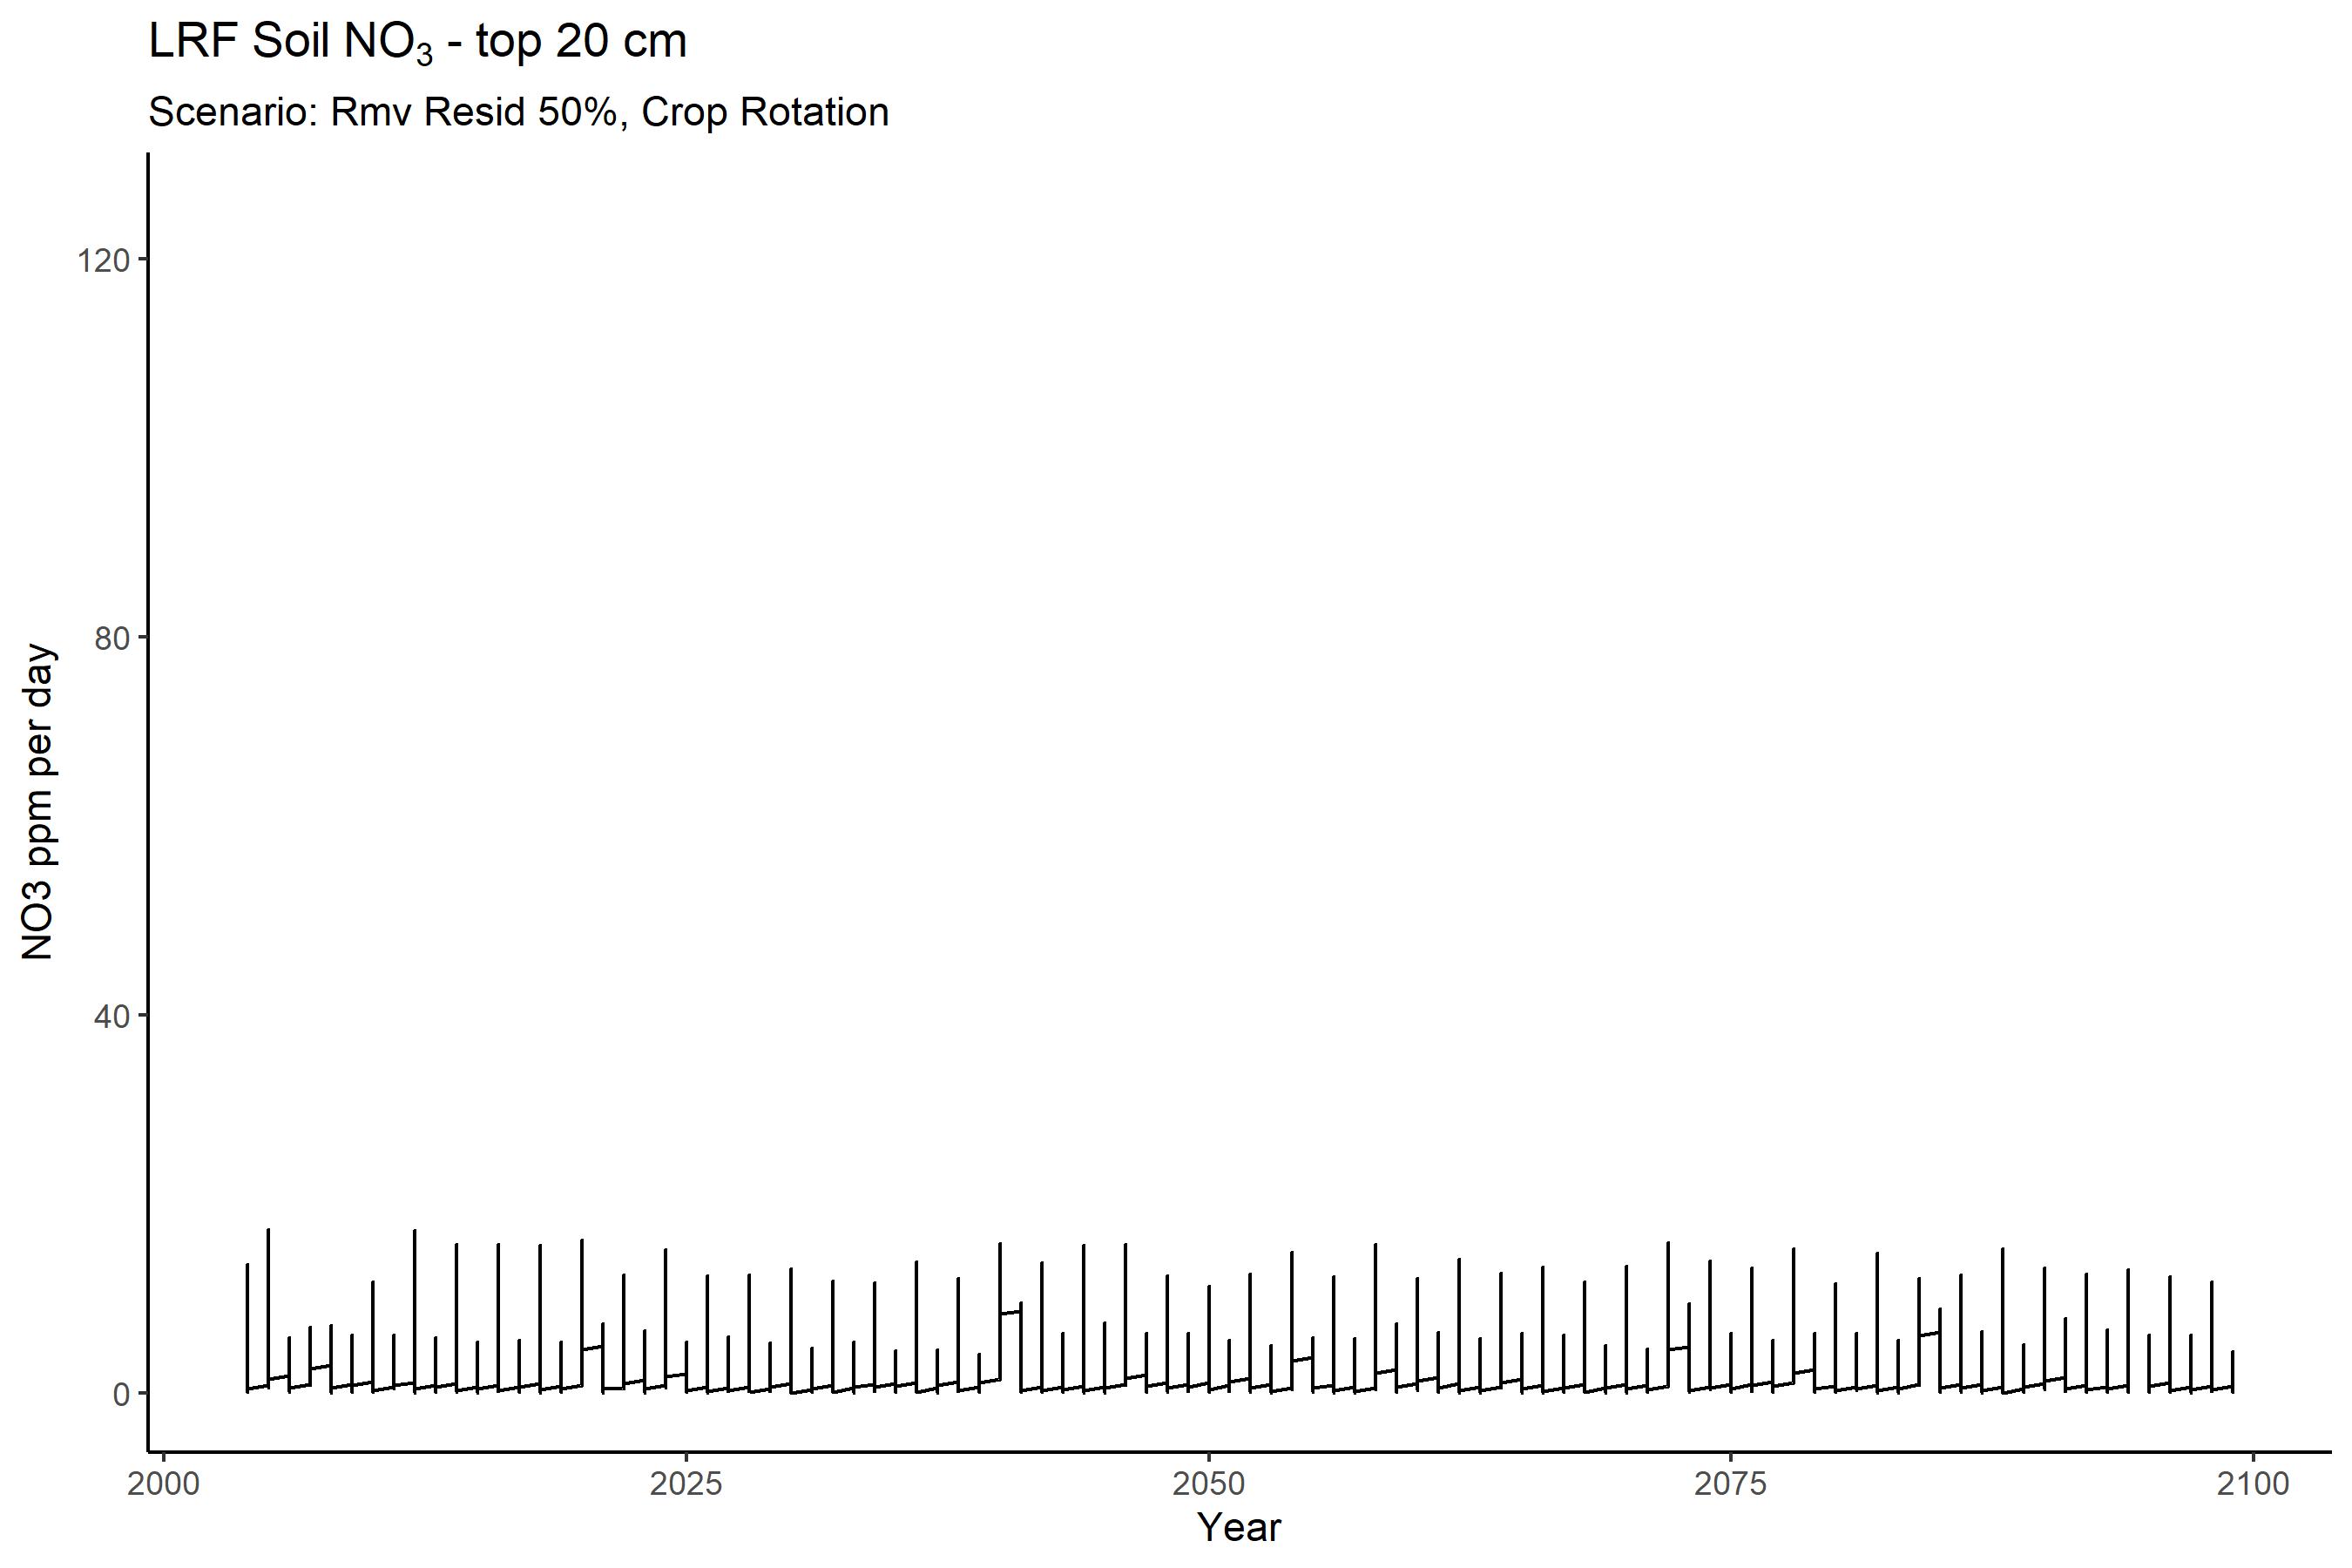 LRF Soil NO₃ - top 20 cm
Scenario: Rmv Resid 50%, Crop Rotation
120
80
40
0
NO3 ppm per day
2000 2025 2050 2075 2100
Year